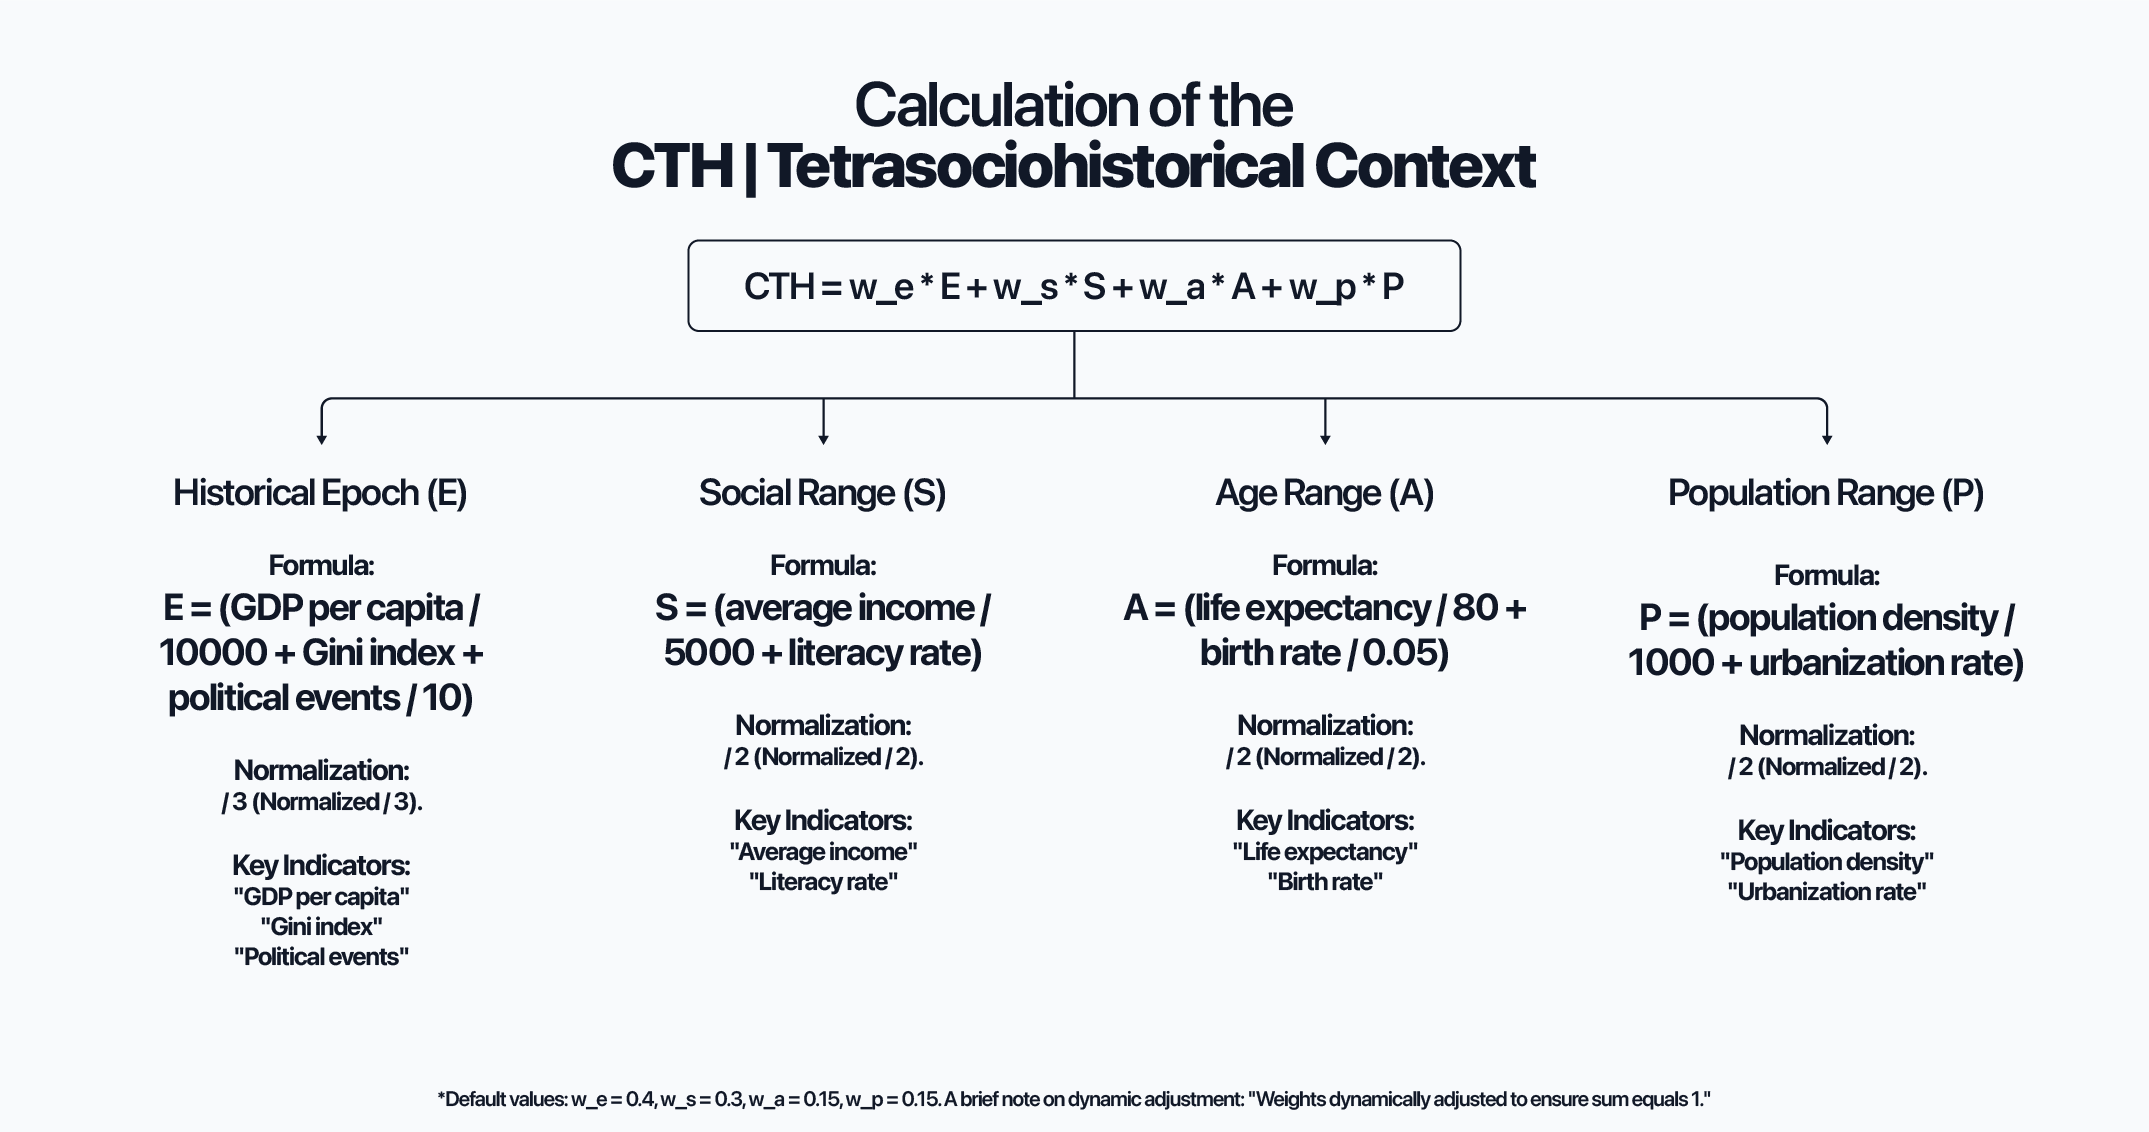 Calculation of the
CTH | Tetrasociohistorical Context
CTH = w_e * E + w_s * S + w_a * A + w_p * P
Historical Epoch (E)
Formula:
E = (GDP per capita /
10000 + Gini index +
political events / 10)
Normalization:
/ 3 (Normalized / 3).
Key Indicators:
"GDP per capita"
"Gini index"
"Political events"
Social Range (S)
Formula:
S = (average income /
5000 + literacy rate)
Normalization:
/ 2 (Normalized / 2).
Key Indicators:
"Average income"
"Literacy rate"
Age Range (A)
Formula:
A = (life expectancy / 80 +
birth rate / 0.05)
Normalization:
/ 2 (Normalized / 2).
Key Indicators:
"Life expectancy"
"Birth rate"
Population Range (P)
Formula:
P = (population density /
1000 + urbanization rate)
Normalization:
/ 2 (Normalized / 2).
Key Indicators:
"Population density"
"Urbanization rate"
*Default values: w_e = 0.4, w_s = 0.3, w_a = 0.15, w_p = 0.15. A brief note on dynamic adjustment: "Weights dynamically adjusted to ensure sum equals 1."